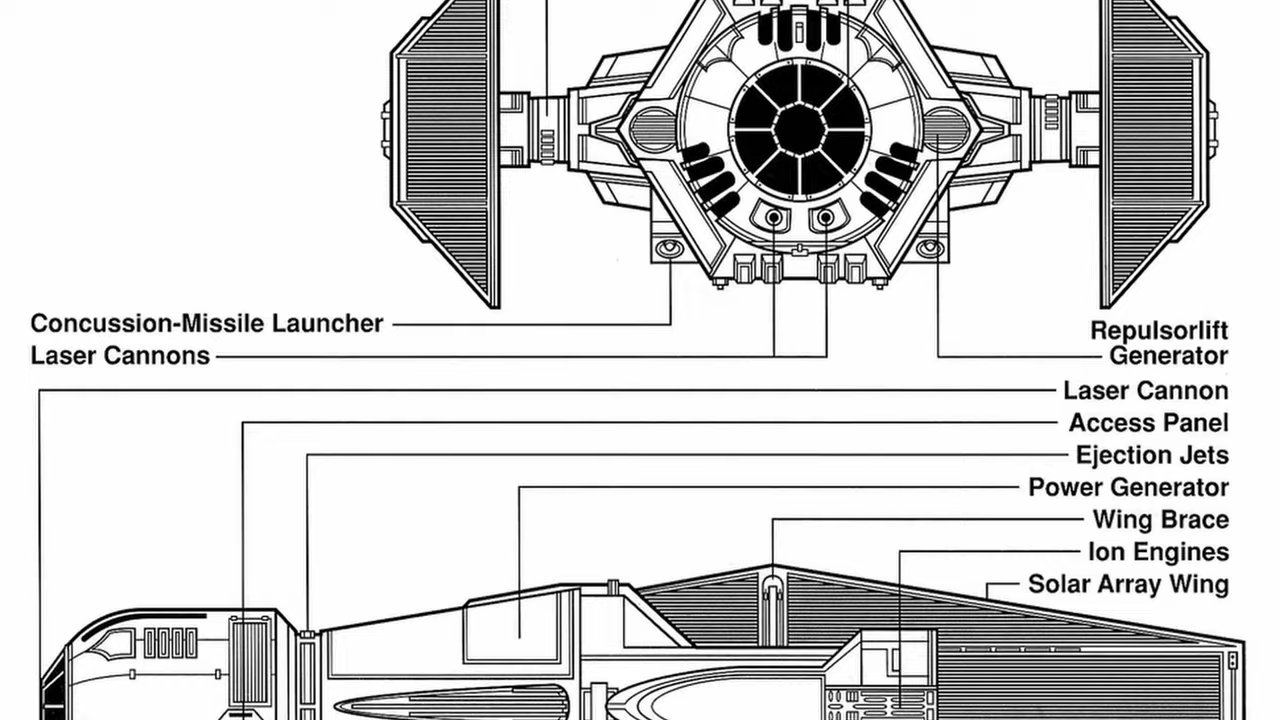 Concussion-Missile Launcher
Laser Cannons
Repulsorlift
Generator
Laser Cannon
Access Panel
Ejection Jets
Power Generator
Wing Brace
Ion Engines
Solar Array Wing